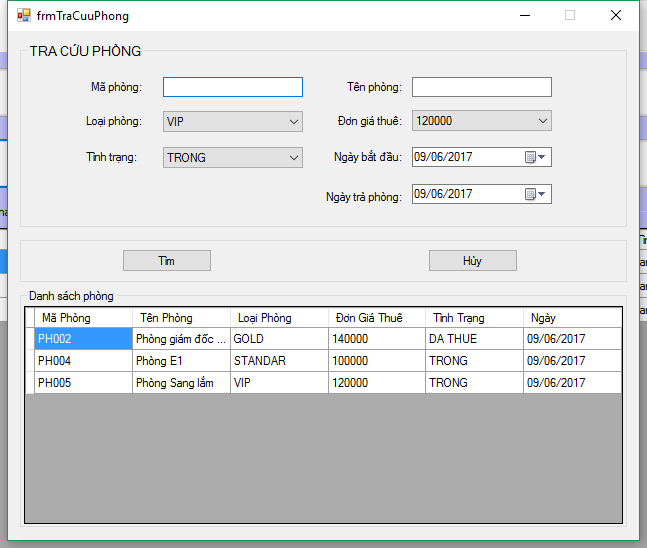 frmTraCuuPhong
TRA CỨU PHÒNG
Mã phòng: Tên phòng:
Loại phòng: VIP Đơn giá thuê: 120000
Tình trạng: TRONG Ngày bắt đầu: 09/06/2017
Ngày trả phòng: 09/06/2017
Tìm Hủy
Danh sách phòng
Mã Phòng Tên Phòng Loại Phòng Đơn Giá Thuê Tình Trạng Ngày
PH002 Phòng giám đốc ... GOLD 140000 DA THUE 09/06/2017
PH004 Phòng E1 STANDAR 100000 TRONG 09/06/2017
PH005 Phòng Sang lắm VIP 120000 TRONG 09/06/2017